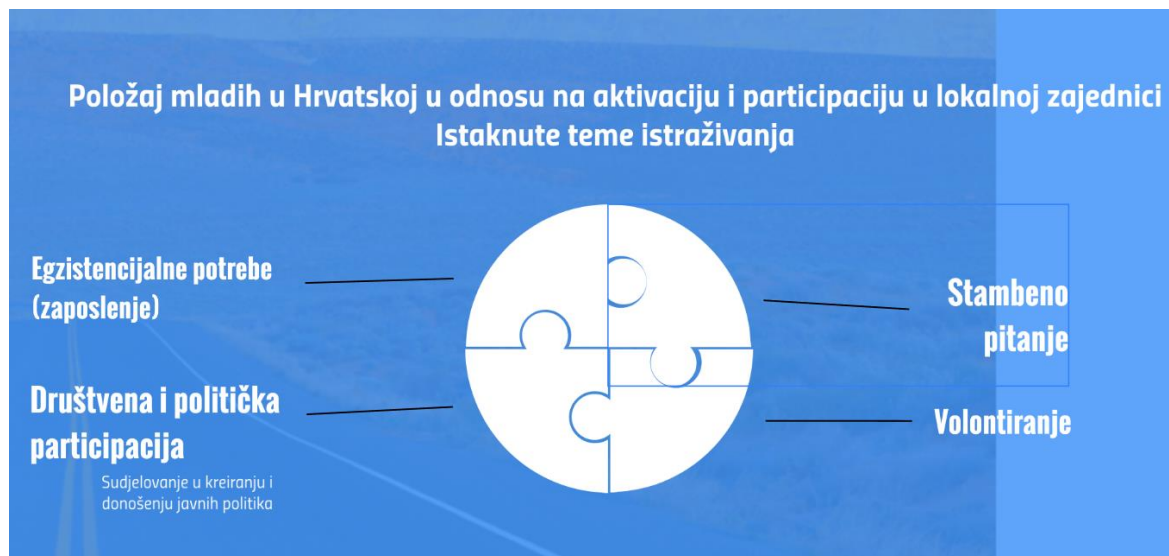 Položaj mladih u Hrvatskoj u odnosu na aktivaciju i participaciju u lokalnoj zajednici
Istaknute teme istraživanja
Egzistencijalne potrebe
(zaposlenje)
Stambeno
pitanje
Društvena i politička
participacija
Sudjelovanje u kreiranju i
donošenju javnih politika
Volontiranje